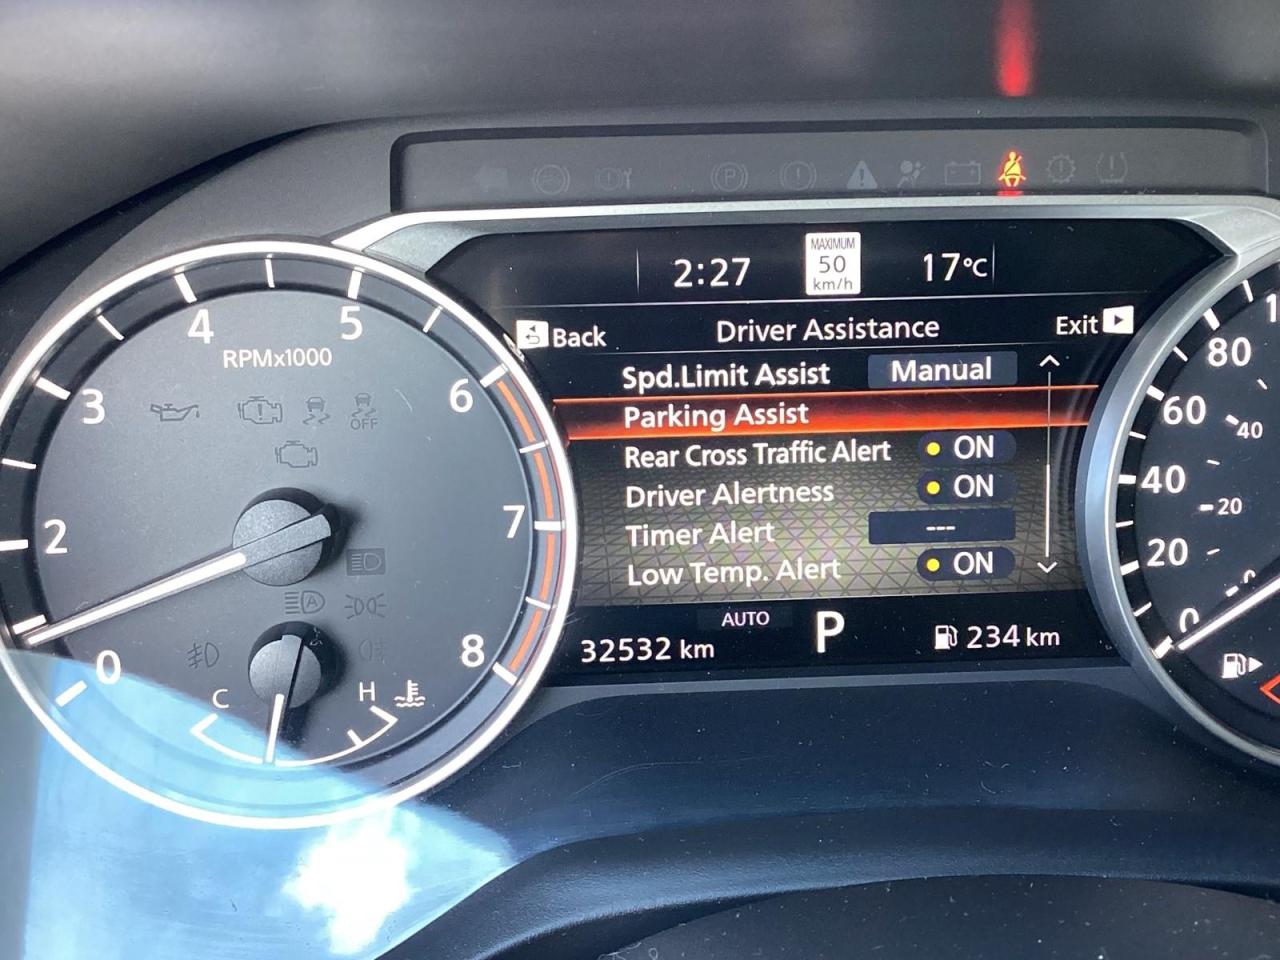 2:27
MAXIMUM
50
km/h
17°C
Back
Driver Assistance
Exit
Spd.Limit Assist Manual
Parking Assist
Rear Cross Traffic Alert ON
Driver Alertness ON
Timer Alert ---
Low Temp. Alert ON
AUTO
P
32532 km
234 km
RPMx1000
0
2
3
4
5
6
7
8
OFF
A
C
H
P
0
20
40
60
80
1
0
20
40